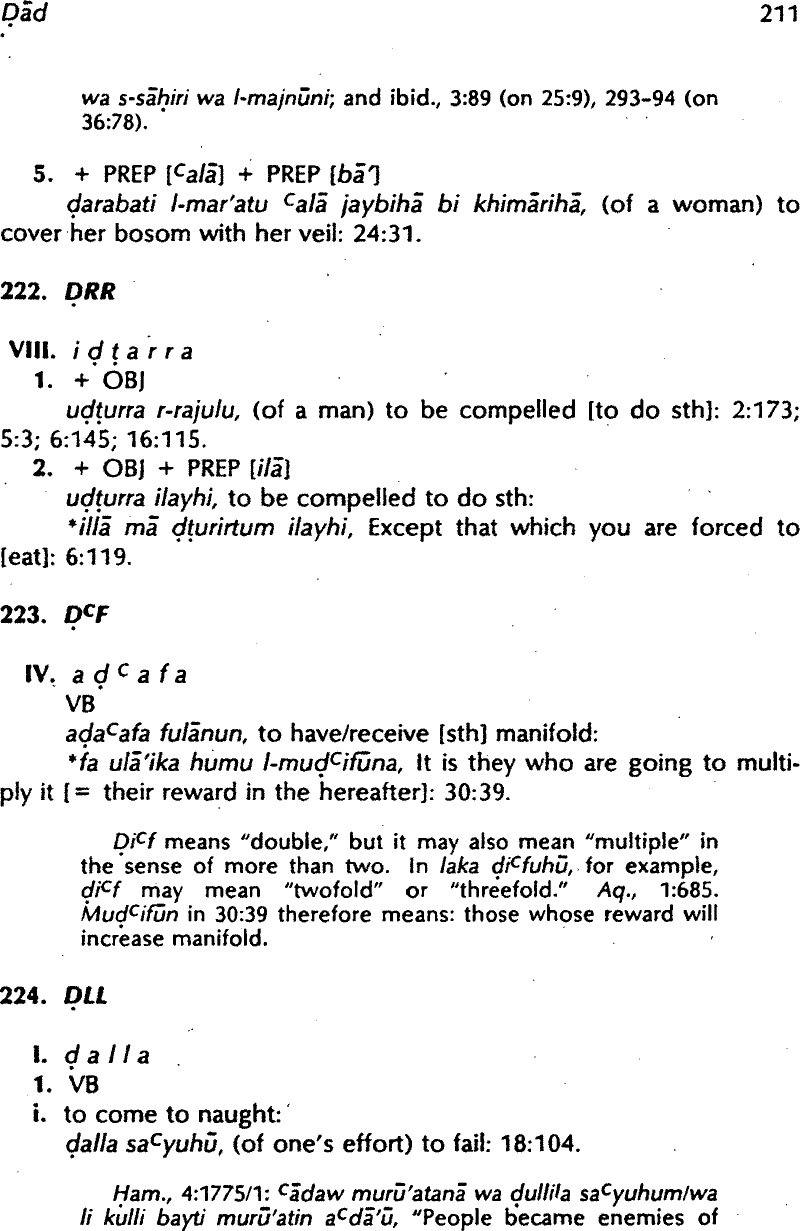 Ḍād 211
wa s-sāḥiri wa l-majnūni; and ibid., 3:89 (on 25:9), 293–94 (on
36:78).
5. + PREP [ᶜalā] + PREP [bā']
ḍarabati l-mar'atu ᶜalā jaybihā bi khimārihā, (of a woman) to
cover her bosom with her veil: 24:31.
222. ḌRR
VIII. i ḍ ṭ a r r a
1. + OBJ
uḍṭurra r-rajulu, (of a man) to be compelled [to do sth]: 2:173;
5:3; 6:145; 16:115.
2. + OBJ + PREP [ilā]
uḍṭurra ilayhi, to be compelled to do sth:
*illā mā ḍṭurirtum ilayhi, Except that which you are forced to
[eat]: 6:119.
223. ḌᶜF
IV. a ḍ ᶜ a f a
VB
aḍaᶜafa fulānun, to have/receive [sth] manifold:
*fa ulā'ika humu l-muḍᶜifūna, It is they who are going to multi-
ply it [= their reward in the hereafter]: 30:39.
Ḍiᶜf means "double," but it may also mean "multiple" in
the sense of more than two. In laka ḍiᶜfuhū, for example,
ḍiᶜf may mean "twofold" or "threefold." Aq., 1:685.
Muḍᶜifūn in 30:39 therefore means: those whose reward will
increase manifold.
224. ḌLL
I. ḍ a l l a
1. VB
i. to come to naught:
ḍalla saᶜyuhū, (of one's effort) to fail: 18:104.
Ḥam., 4:1775/1: ᶜādaw murū'atanā wa ḍullila saᶜyuhum/wa
li kulli bayti murū'atin aᶜdā'ū, "People became enemies of